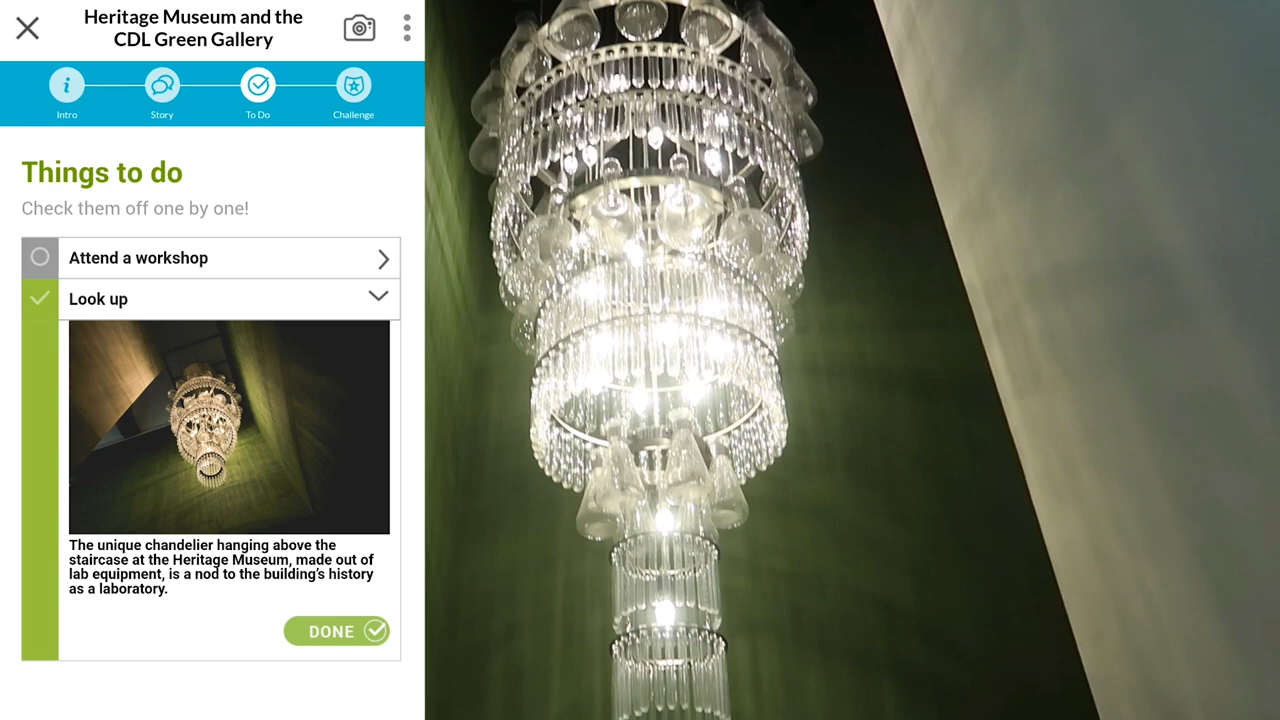 Heritage Museum and the
CDL Green Gallery
Intro
Story
To Do
Challenge
Things to do
Check them off one by one!
Attend a workshop
Look up
The unique chandelier hanging above the
staircase at the Heritage Museum, made out of
lab equipment, is a nod to the building's history
as a laboratory.
DONE